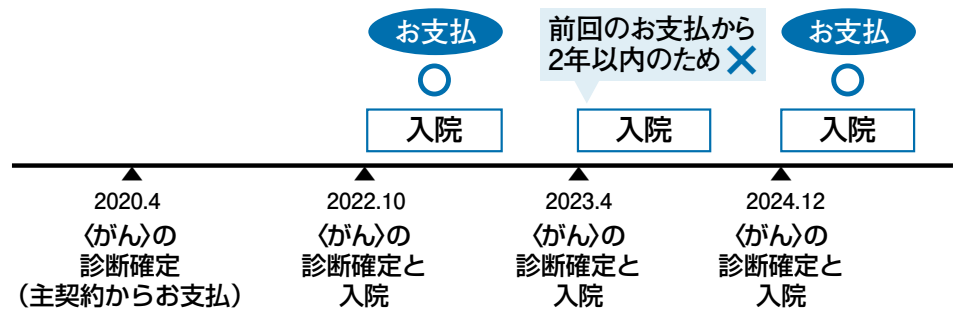 お支払
前回のお支払から
2年以内のため ×
お支払
○
○
入院
入院
入院
2020.4
〈がん〉の
診断確定
（主契約からお支払）
2022.10
〈がん〉の
診断確定と
入院
2023.4
〈がん〉の
診断確定と
入院
2024.12
〈がん〉の
診断確定と
入院